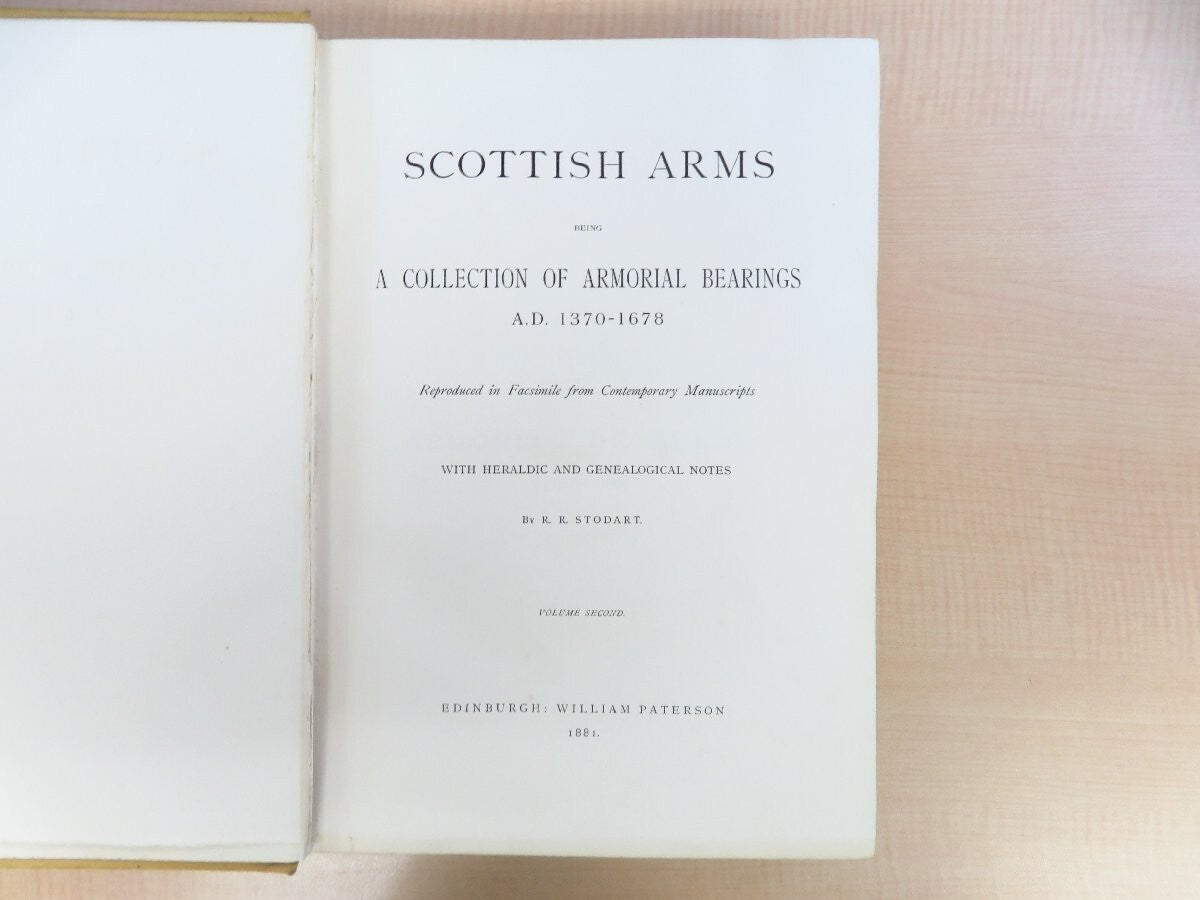 SCOTTISH ARMS
BEING
A COLLECTION OF ARMORIAL BEARINGS
A.D. 1370-1678
Reproduced in Facsimile from Contemporary Manuscripts
WITH HERALDIC AND GENEALOGICAL NOTES
By R. R. STODART.
VOLUME SECOND.
EDINBURGH: WILLIAM PATERSON
1881.